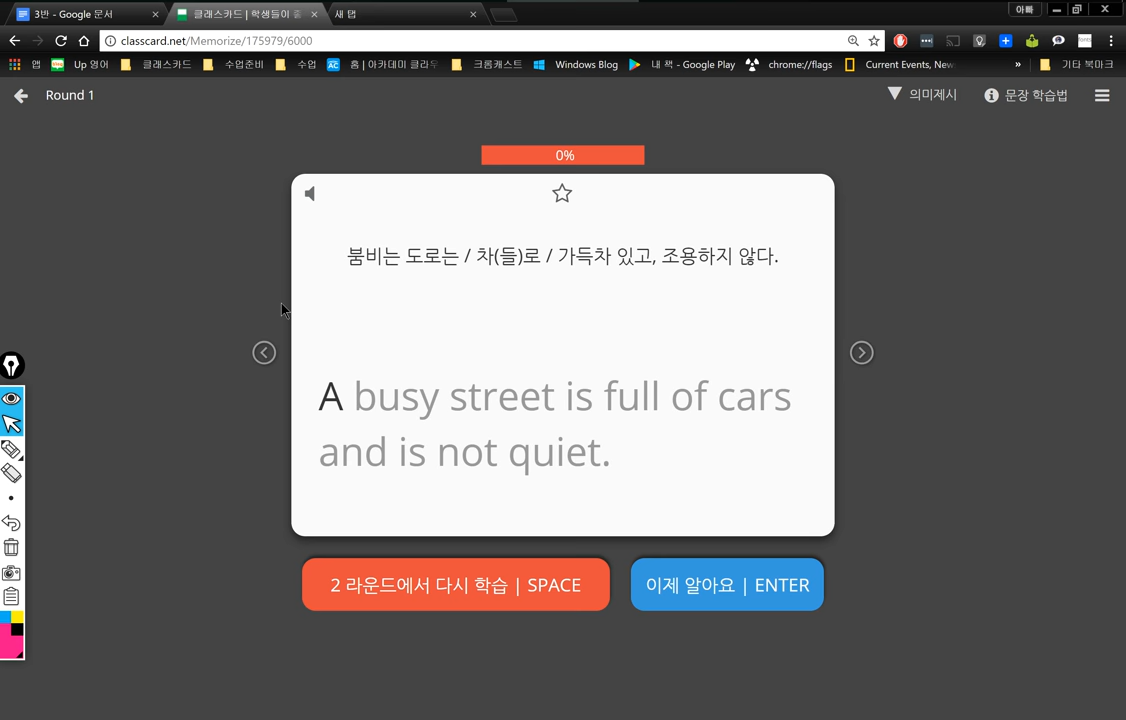 3반 - Google 문서
클래스카드 | 학생들이 좋
새 탭
아빠
classcard.net/Memorize/175979/6000
앱
Up 영어
클래스카드
수업준비
수업
홈 | 아카데미 클라우
크롬캐스트
Windows Blog
내 책 - Google Play
chrome://flags
Current Events, New
»
기타 북마크
Round 1
의미제시
문장 학습법
0%
붐비는 도로는 / 차(들)로 / 가득차 있고, 조용하지 않다.
A busy street is full of cars
and is not quiet.
2 라운드에서 다시 학습 | SPACE
이제 알아요 | ENTER